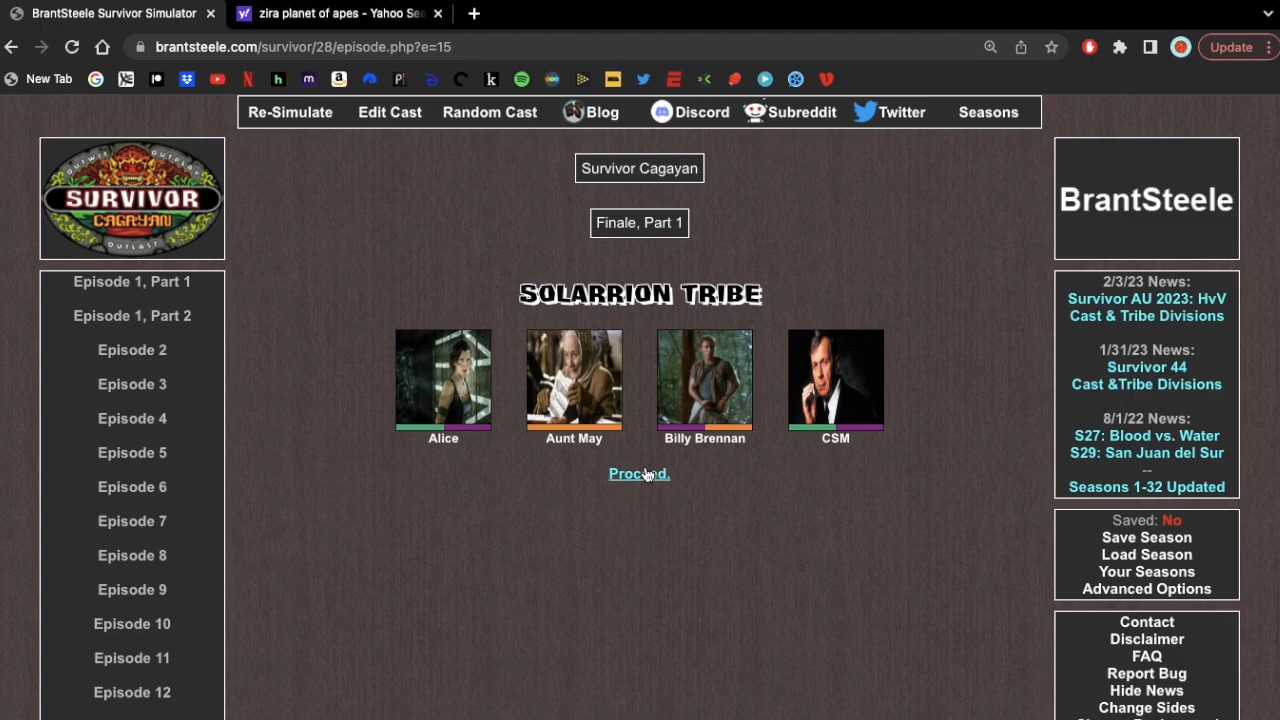 BrantSteele Survivor Simulator
zira planet of apes - Yahoo Se
brantsteele.com/survivor/28/episode.php?e=15
Update
New Tab
Re-Simulate Edit Cast Random Cast Blog Discord Subreddit Twitter Seasons
OUTWIT OUTPLAY
SURVIVOR
CAGAYAN
OUTLAST
Episode 1, Part 1
Episode 1, Part 2
Episode 2
Episode 3
Episode 4
Episode 5
Episode 6
Episode 7
Episode 8
Episode 9
Episode 10
Episode 11
Episode 12
Survivor Cagayan
Finale, Part 1
SOLARRION TRIBE
Alice Aunt May Billy Brennan CSM
Proceed.
BrantSteele
2/3/23 News:
Survivor AU 2023: HvV
Cast & Tribe Divisions
1/31/23 News:
Survivor 44
Cast &Tribe Divisions
8/1/22 News:
S27: Blood vs. Water
S29: San Juan del Sur
--
Seasons 1-32 Updated
Saved: No
Save Season
Load Season
Your Seasons
Advanced Options
Contact
Disclaimer
FAQ
Report Bug
Hide News
Change Sides